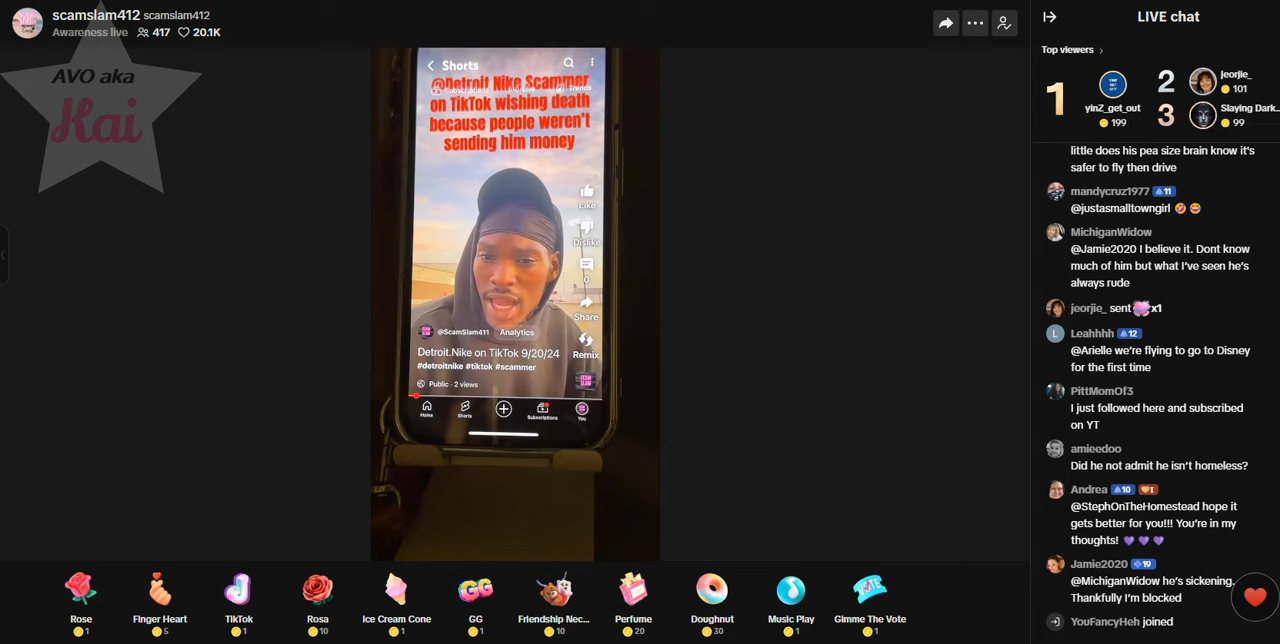 scamslam412 scamslam412
Awareness live 417 20.1K
AVO aka
Kai
Shorts
@Detroit Nike Scammer
Subscriptions Live Trends
on TikTok wishing death
because people weren't
sending him money
Like
Dislike
0
Share
Remix
@ScamSlam411 Analytics
Detroit.Nike on TikTok 9/20/24
#detroitnike #tiktok #scammer
Public · 2 views
Home Shorts Subscriptions You
Rose
1
Finger Heart
5
TikTok
1
Rosa
10
Ice Cream Cone
1
GG
1
Friendship Nec...
10
Perfume
20
Doughnut
30
Music Play
1
Gimme The Vote
1
LIVE chat
Top viewers
1
yinZ_get_out
199
2
jeorjie_
101
3
Slaying Dark...
99
little does his pea size brain know it's
safer to fly then drive
mandycruz1977 11
@justasmalltowngirl
MichiganWidow
@Jamie2020 I believe it. Dont know
much of him but what I've seen he's
always rude
jeorjie_ sent x1
L
Leahhhh 12
@Arielle we're flying to go to Disney
for the first time
PittMomOf3
I just followed here and subscribed
on YT
amieedoo
Did he not admit he isn't homeless?
Andrea 10 I
@StephOnTheHomestead hope it
gets better for you!!! You're in my
thoughts!
Jamie2020 19
@MichiganWidow he's sickening.
Thankfully I'm blocked
YouFancyHeh joined